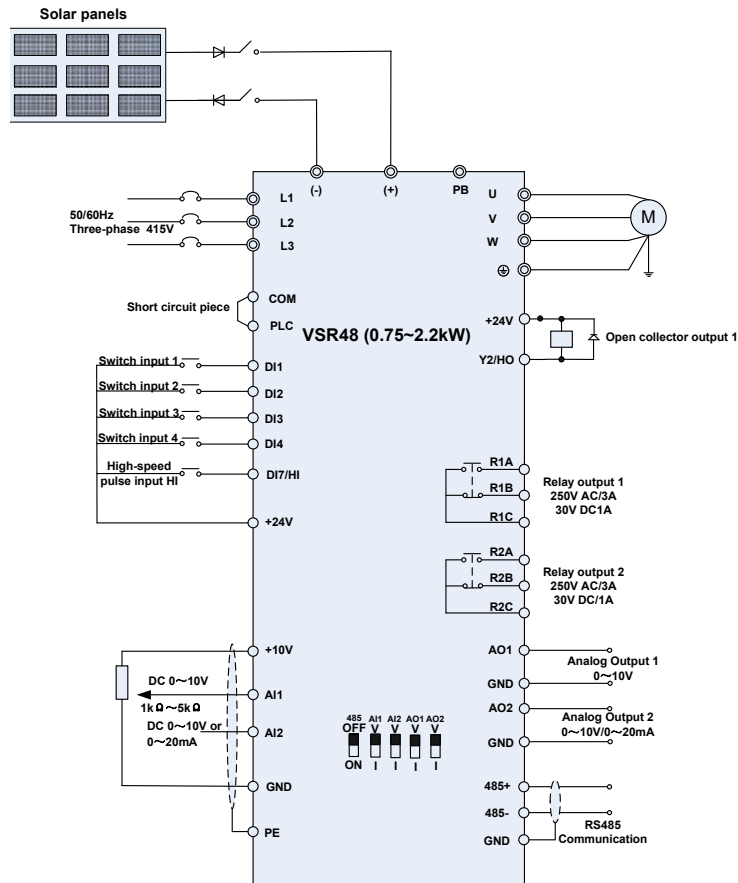 Solar panels
(-)
(+)
PB
L1
L2
L3
50/60Hz
Three-phase 415V
U
V
W
M
Short circuit piece
COM
PLC
VSR48 (0.75~2.2kW)
+24V
Y2/HO
Open collector output 1
Switch input 1
DI1
Switch input 2
DI2
Switch input 3
DI3
Switch input 4
DI4
High-speed
pulse input HI
DI7/HI
+24V
R1A
R1B
R1C
Relay output 1
250V AC/3A
30V DC1A
R2A
R2B
R2C
Relay output 2
250V AC/3A
30V DC/1A
+10V
DC 0～10V
AI1
1kΩ～5kΩ
DC 0～10V or
0～20mA
AI2
GND
PE
485 AI1 AI2 AO1 AO2
OFF V V V V
ON I I I I
AO1
Analog Output 1
0～10V
GND
AO2
Analog Output 2
0～10V/0～20mA
GND
485+
485-
RS485
Communication
GND